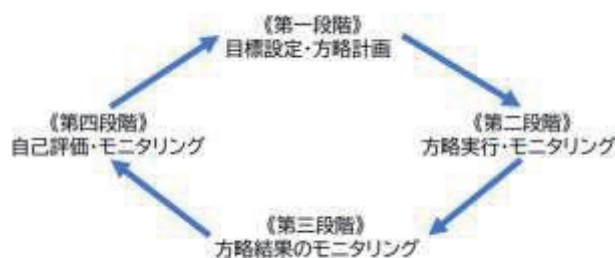 《第一段階》
目標設定・方略計画
《第二段階》
方略実行・モニタリング
《第三段階》
方略結果のモニタリング
《第四段階》
自己評価・モニタリング